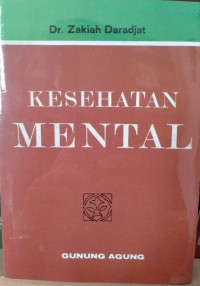 Dr. Zakiah Daradjat
KESEHATAN
MENTAL
GUNUNG AGUNG